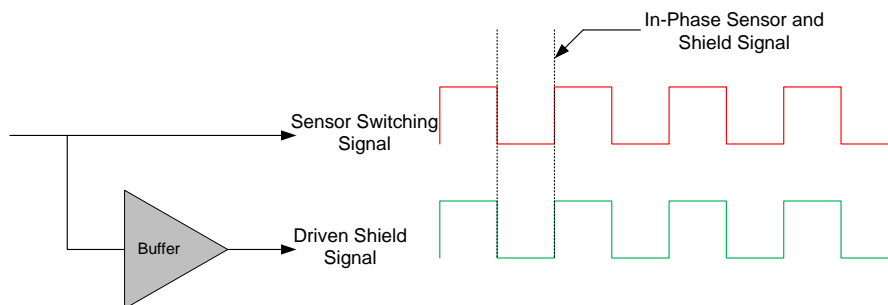 In-Phase Sensor and
Shield Signal
Sensor Switching
Signal
Buffer
Driven Shield
Signal